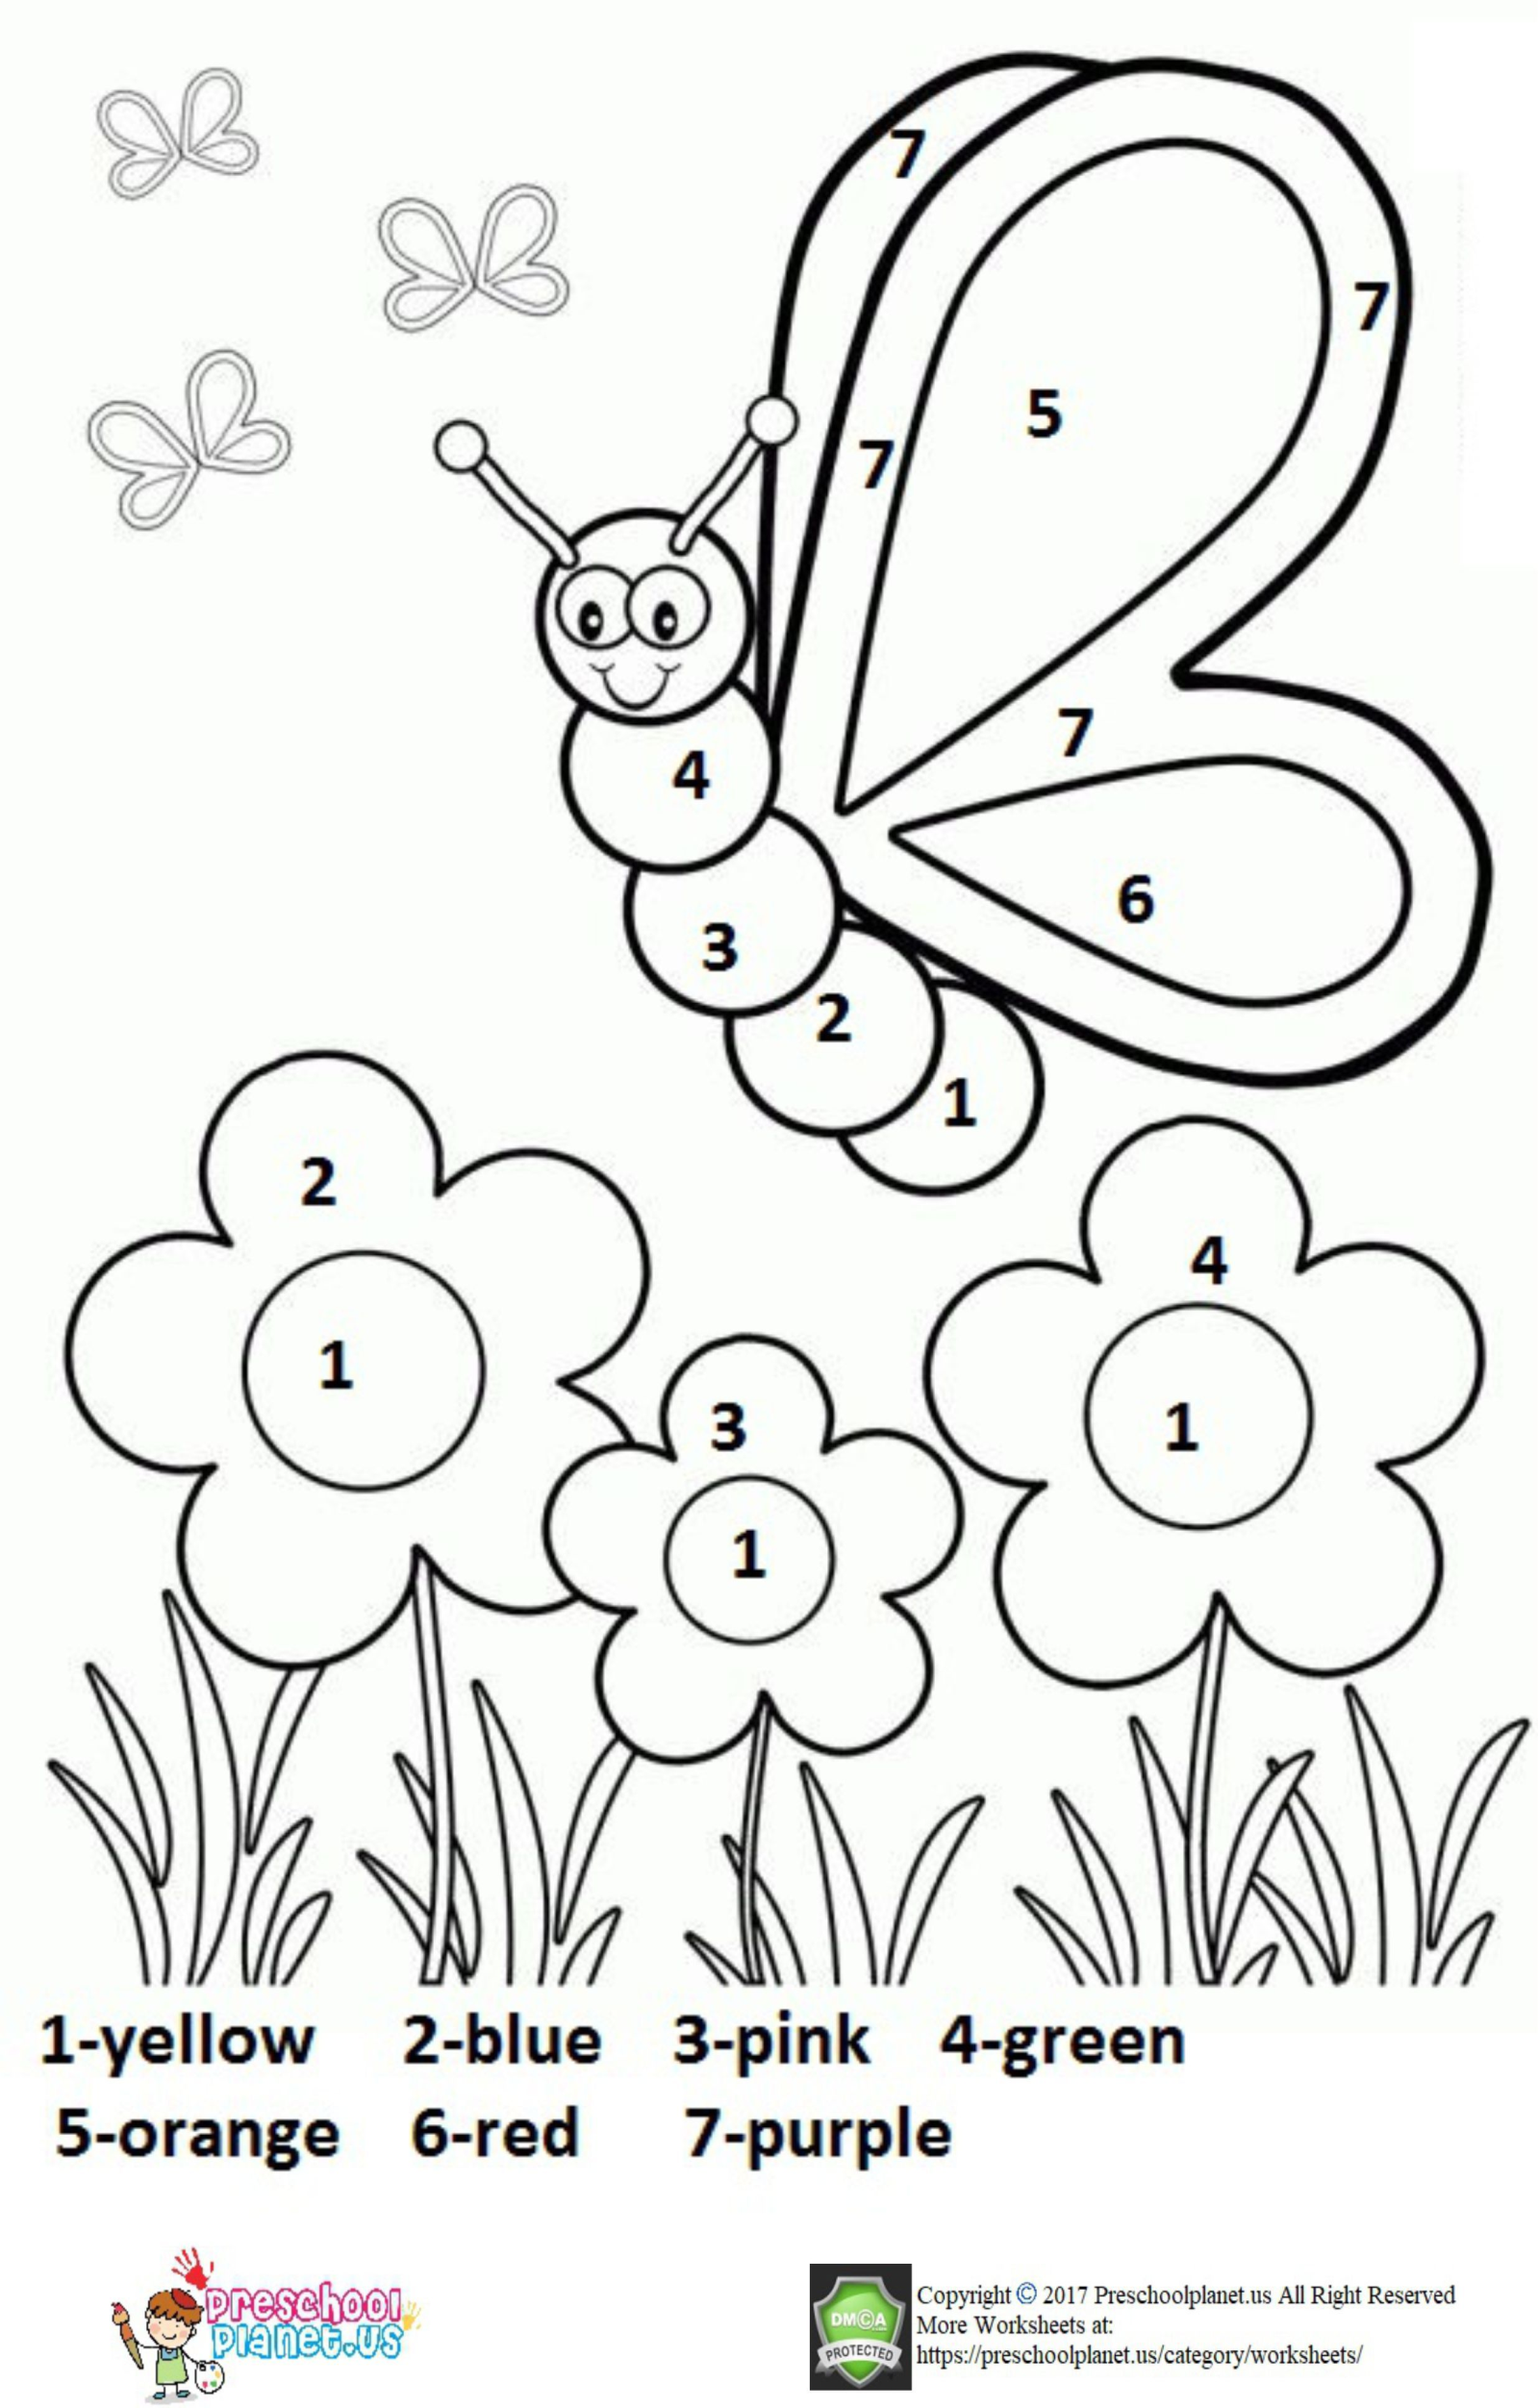 7
7
5
7
7
4
6
3
2
1
2
4
1
3
1
1
1-yellow 2-blue 3-pink 4-green
5-orange 6-red 7-purple
preschool
planet.us
DMCA
PROTECTED
Copyright © 2017 Preschoolplanet.us All Right Reserved
More Worksheets at:
https://preschoolplanet.us/category/worksheets/